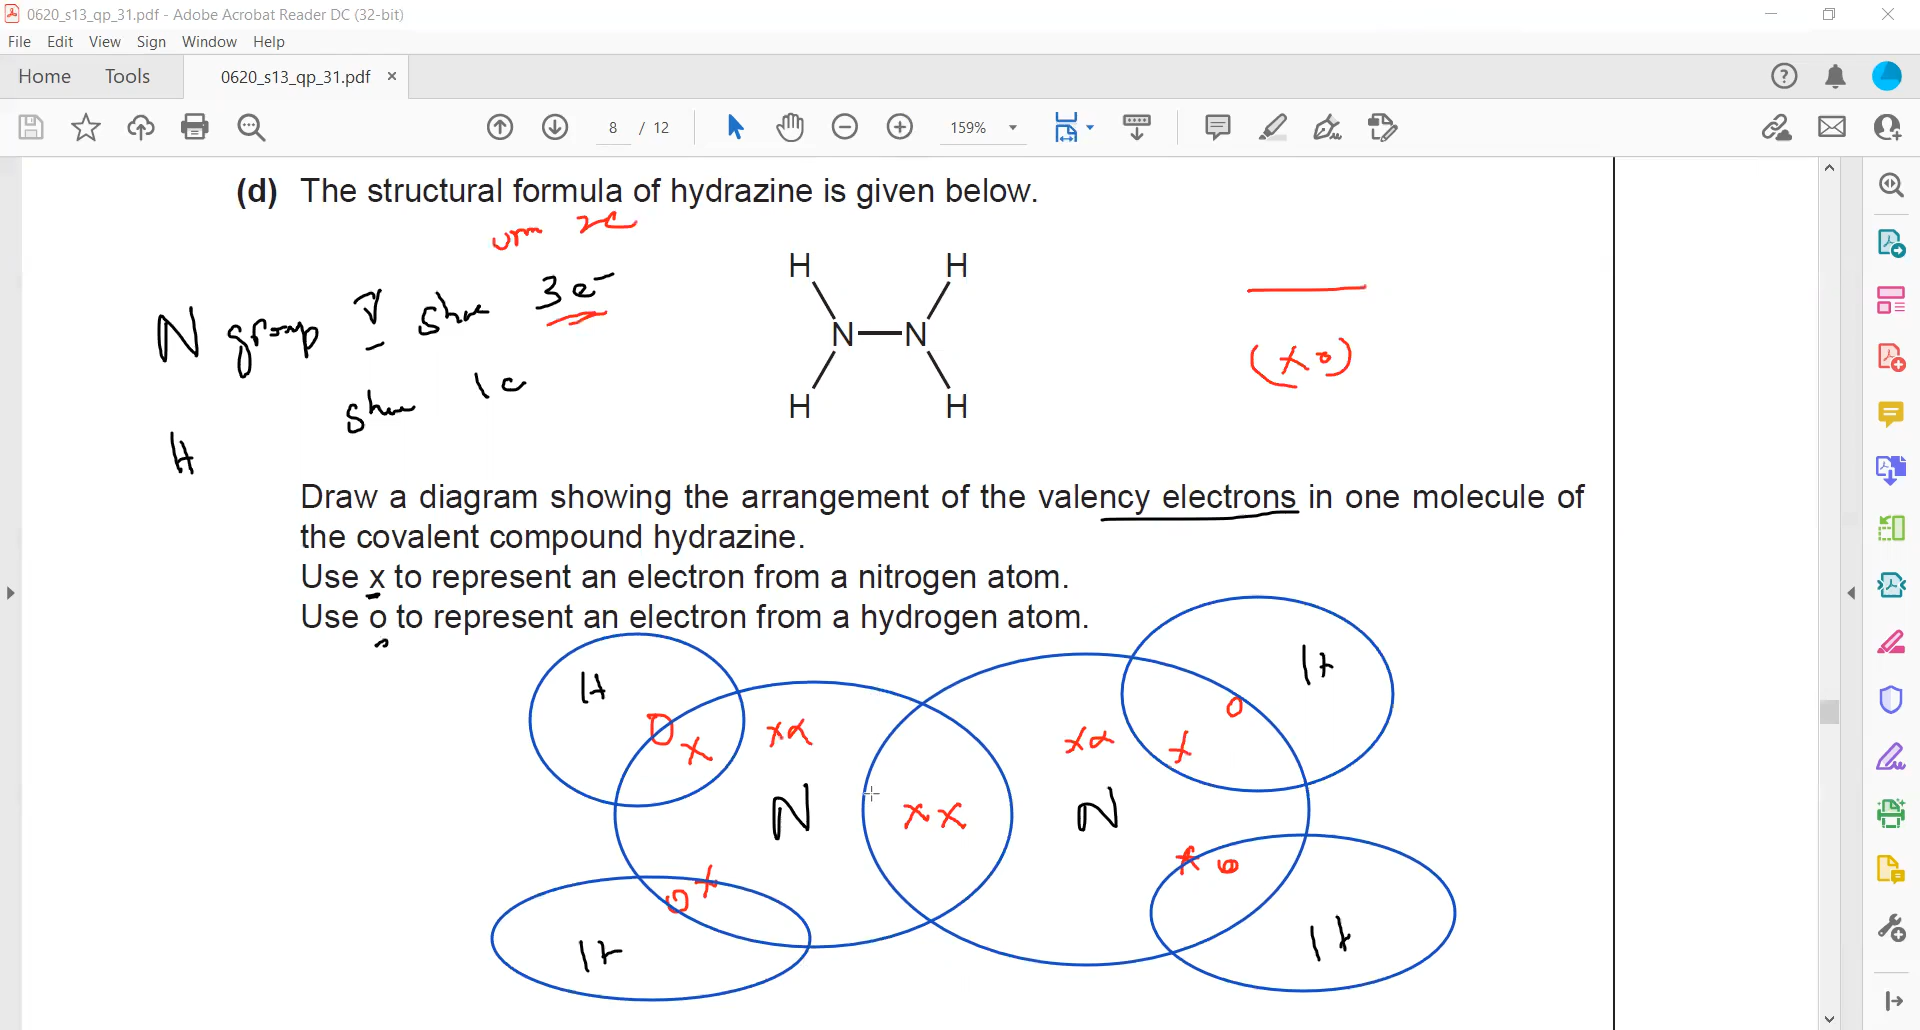 0620_s13_qp_31.pdf - Adobe Acrobat Reader DC (32-bit)
File Edit View Sign Window Help
Home Tools 0620_s13_qp_31.pdf ×
8 / 12 159%
(d) The structural formula of hydrazine is given below.
H H
N group V share 3e⁻
N N
(x o)
share 1e
H H
H
Draw a diagram showing the arrangement of the valency electrons in one molecule of
the covalent compound hydrazine.
Use x to represent an electron from a nitrogen atom.
Use o to represent an electron from a hydrogen atom.
H H
o x xx xx x o
N xx N
o x x o
H H